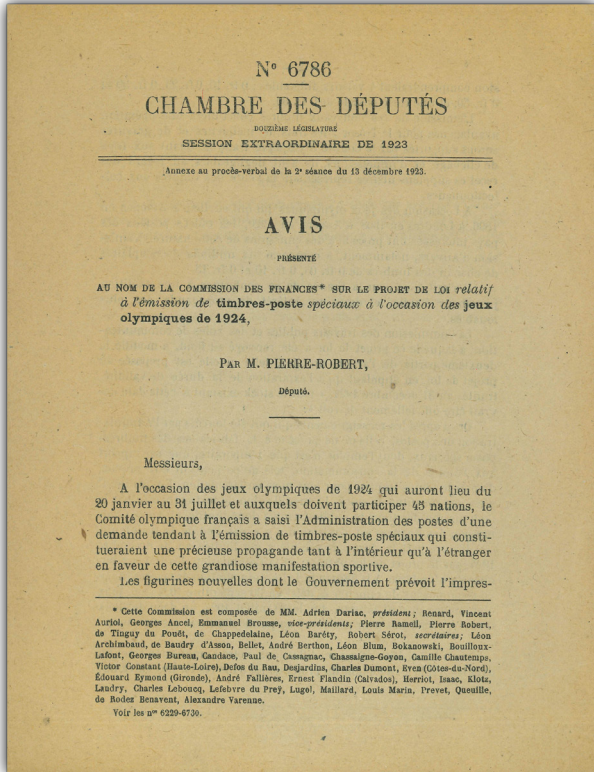 N° 6786
CHAMBRE DES DÉPUTÉS
DOUZIÈME LÉGISLATURE
SESSION EXTRAORDINAIRE DE 1923
Annexe au procès-verbal de la 2e séance du 13 décembre 1923.
AVIS
PRÉSENTÉ
AU NOM DE LA COMMISSION DES FINANCES* SUR LE PROJET DE LOI relatif
à l'émission de timbres-poste spéciaux à l'occasion des jeux
olympiques de 1924,
PAR M. PIERRE-ROBERT,
Député.
Messieurs,
A l'occasion des jeux olympiques de 1924 qui auront lieu du
20 janvier au 31 juillet et auxquels doivent participer 45 nations, le
Comité olympique français a saisi l'Administration des postes d'une
demande tendant à l'émission de timbres-poste spéciaux qui consti-
tueraient une précieuse propagande tant à l'intérieur qu'à l'étranger
en faveur de cette grandiose manifestation sportive.
Les figurines nouvelles dont le Gouvernement prévoit l'impres-
* Cette Commission est composée de MM. Adrien Dariac, président; Renard, Vincent
Auriol, Georges Ancel, Emmanuel Brousse, vice-présidents; Pierre Rameil, Pierre Robert,
de Tinguy du Pouët, de Chappedelaine, Léon Baréty, Robert Sérot, secrétaires; Léon
Archimbaud, de Baudry d'Asson, Bellet, André Berthon, Léon Blum, Bokanowski, Bouilloux-
Lafont, Georges Bureau, Candace, Paul de Cassagnac, Chassaigne-Goyon, Camille Chautemps,
Victor Constant (Haute-Loire), Defos du Rau, Desjardins, Charles Dumont, Even (Côtes-du-Nord),
Édouard Eymond (Gironde), André Fallières, Ernest Flandin (Calvados), Herriot, Isaac, Klotz,
Laudry, Charles Leboucq, Lefebvre du Preÿ, Lugol, Maillard, Louis Marin, Prevet, Queuille,
de Rodez Benavent, Alexandre Varenne.
Voir les nos 6229-6730.